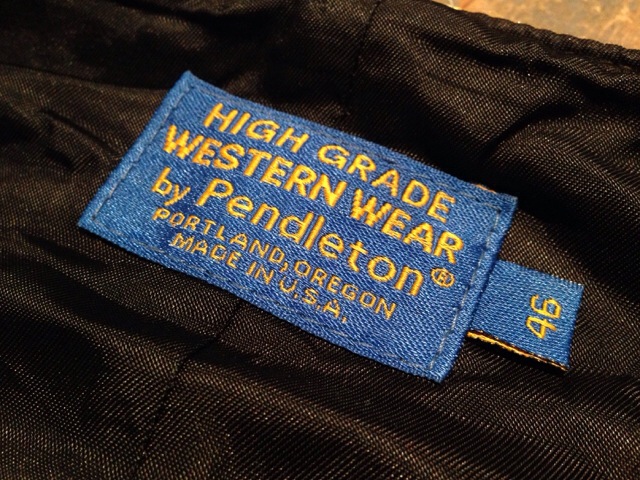 HIGH GRADE
WESTERN WEAR
by Pendleton®
PORTLAND, OREGON
MADE IN U.S.A.
46